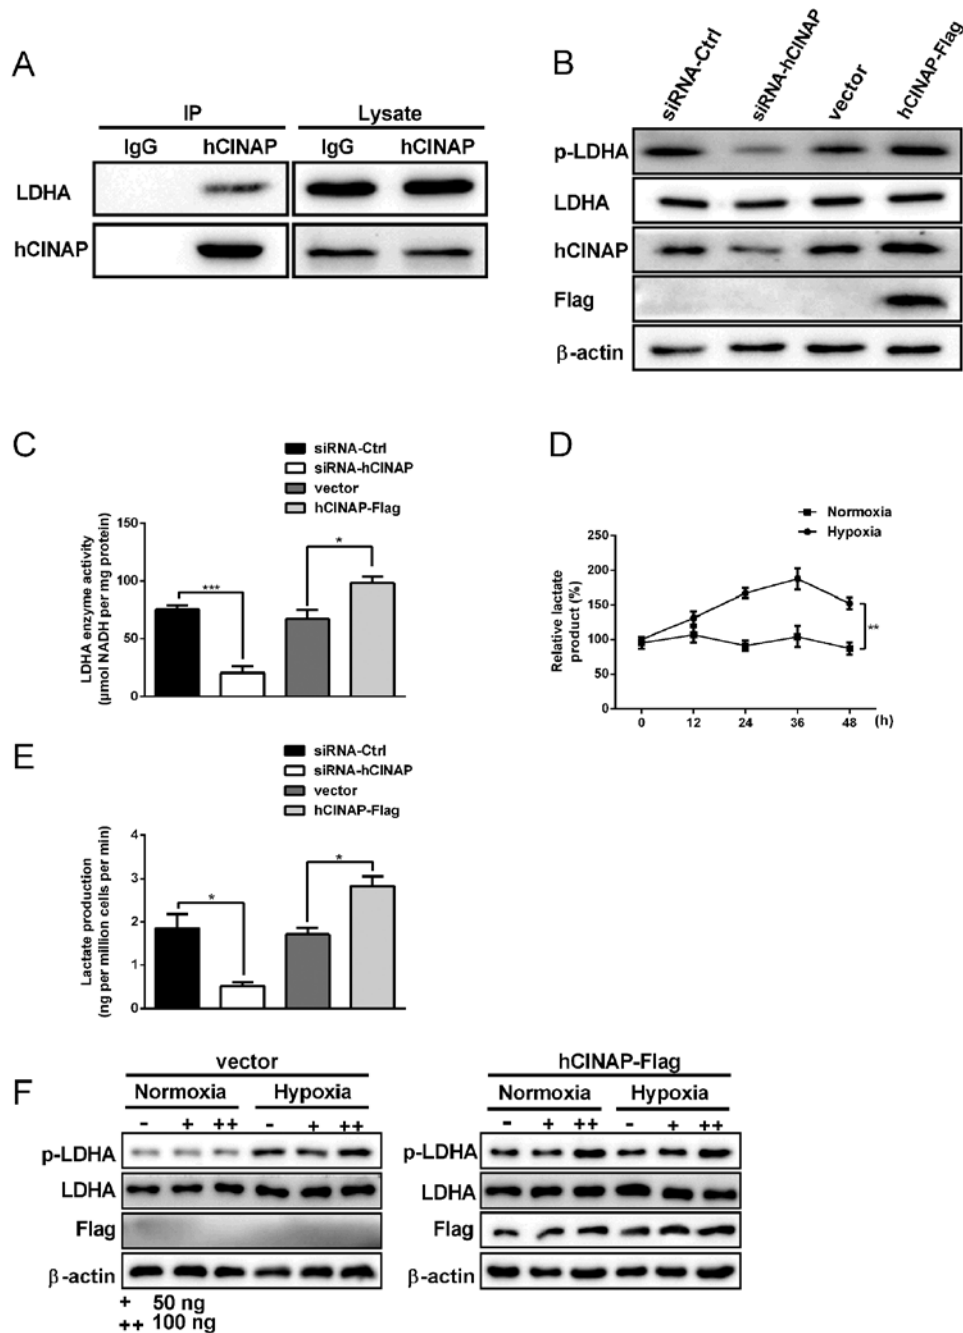 A
IP Lysate
IgG hCINAP IgG hCINAP
LDHA
hCINAP
B
siRNA-Ctrl siRNA-hCINAP vector hCINAP-Flag
p-LDHA
LDHA
hCINAP
Flag
β-actin
C
siRNA-Ctrl
siRNA-hCINAP
vector
hCINAP-Flag
LDHA enzyme activity
(μmol NADH per mg protein)
150
100
50
0
***
*
D
Normoxia
Hypoxia
Relative lactate
product (%)
250
200
150
100
50
0
**
0 12 24 36 48 (h)
E
siRNA-Ctrl
siRNA-hCINAP
vector
hCINAP-Flag
Lactate production
(ng per million cells per min)
4
3
2
1
0
*
*
F
vector
Normoxia Hypoxia
- + ++ - + ++
p-LDHA
LDHA
Flag
β-actin
+ 50 ng
++ 100 ng
hCINAP-Flag
Normoxia Hypoxia
- + ++ - + ++
p-LDHA
LDHA
Flag
β-actin